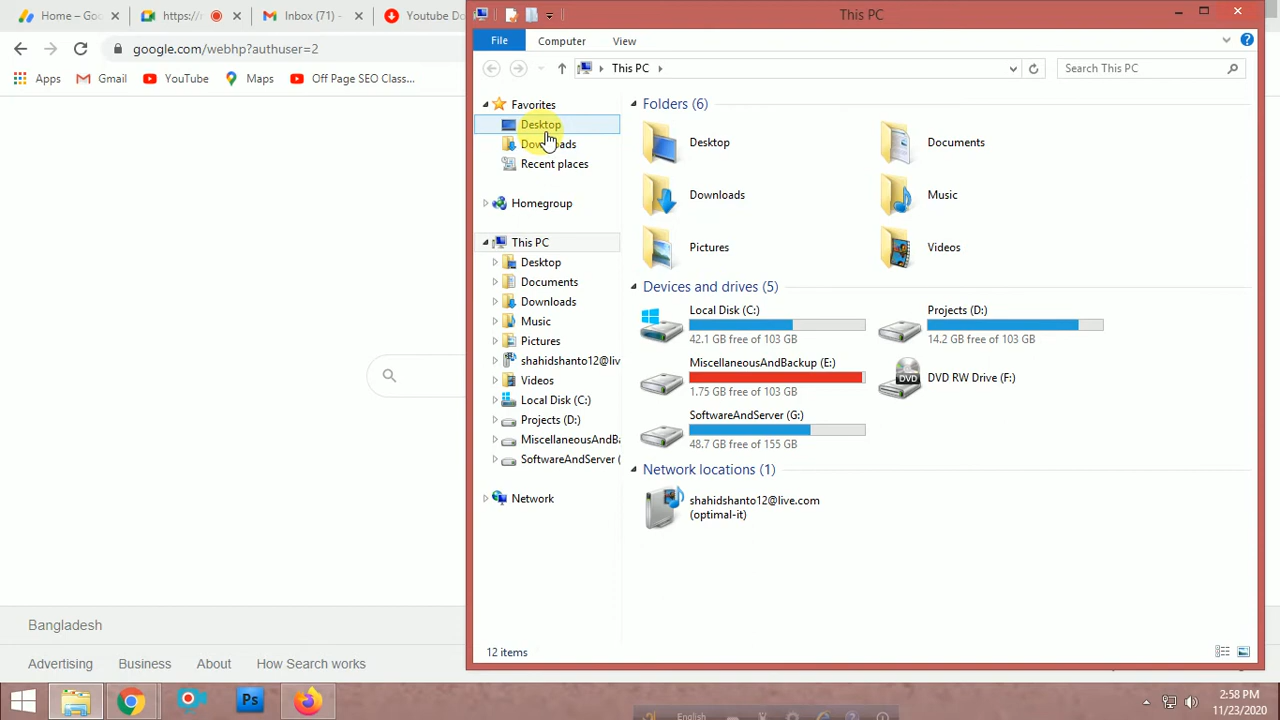 Home – Goo
https://r
Inbox (71) -
Youtube Do
This PC
google.com/webhp?authuser=2
File
Computer
View
Apps
Gmail
YouTube
Maps
Off Page SEO Class...
This PC
Search This PC
Favorites
Desktop
Downloads
Recent places
Homegroup
This PC
Desktop
Documents
Downloads
Music
Pictures
shahidshanto12@liv
Videos
Local Disk (C:)
Projects (D:)
MiscellaneousAndBa
SoftwareAndServer (
Network
Folders (6)
Desktop
Documents
Downloads
Music
Pictures
Videos
Devices and drives (5)
Local Disk (C:)
42.1 GB free of 103 GB
Projects (D:)
14.2 GB free of 103 GB
MiscellaneousAndBackup (E:)
1.75 GB free of 103 GB
DVD
DVD RW Drive (F:)
SoftwareAndServer (G:)
48.7 GB free of 155 GB
Network locations (1)
shahidshanto12@live.com
(optimal-it)
12 items
Bangladesh
Advertising
Business
About
How Search works
Ps
English
2:58 PM
11/23/2020